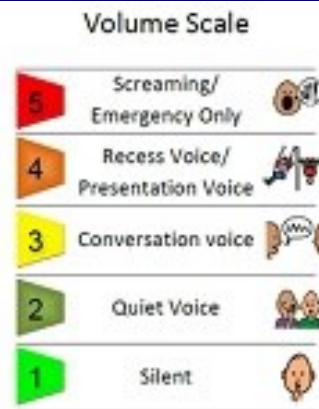 Volume Scale
5
Screaming/
Emergency Only
4
Recess Voice/
Presentation Voice
3
Conversation voice
2
Quiet Voice
1
Silent